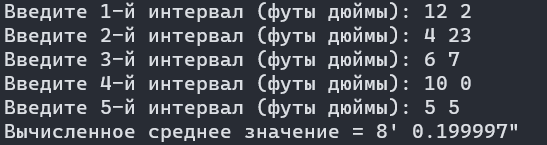 Введите 1-й интервал (футы дюймы): 12 2
Введите 2-й интервал (футы дюймы): 4 23
Введите 3-й интервал (футы дюймы): 6 7
Введите 4-й интервал (футы дюймы): 10 0
Введите 5-й интервал (футы дюймы): 5 5
Вычисленное среднее значение = 8' 0.199997"